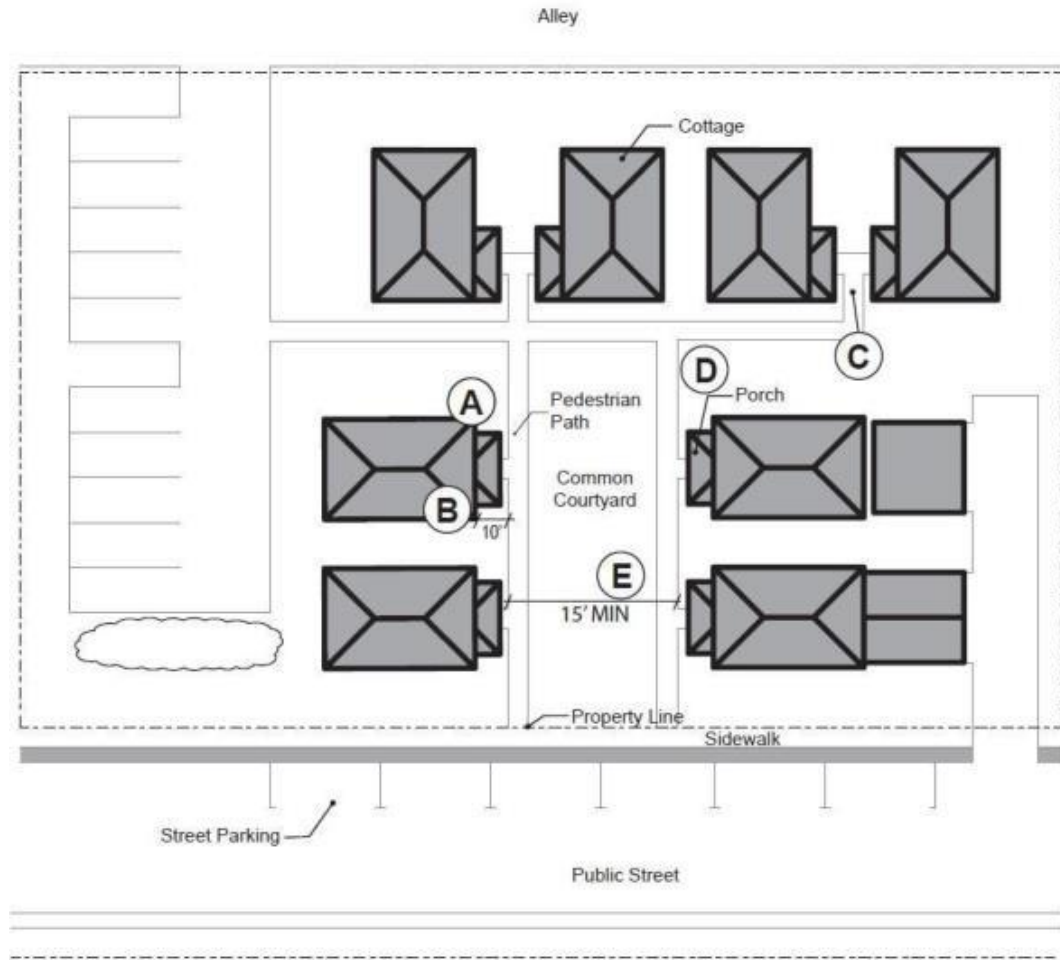 Alley
Cottage
C
D
A
Porch
Pedestrian
Path
Common
Courtyard
B
10'
E
15' MIN
Property Line
Sidewalk
Street Parking
Public Street